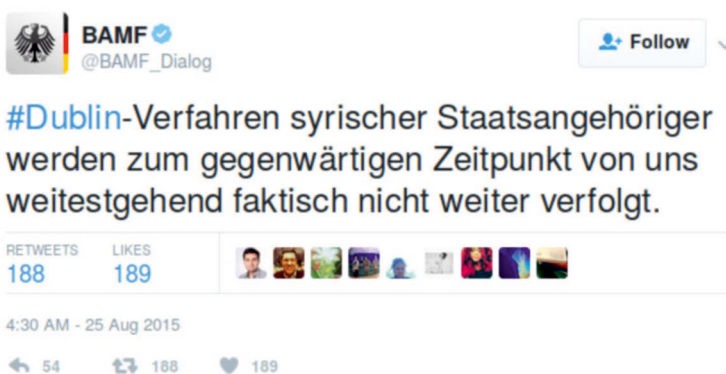 BAMF
@BAMF_Dialog
Follow
#Dublin-Verfahren syrischer Staatsangehöriger
werden zum gegenwärtigen Zeitpunkt von uns
weitestgehend faktisch nicht weiter verfolgt.
RETWEETS LIKES
188 189
4:30 AM - 25 Aug 2015
54 188 189